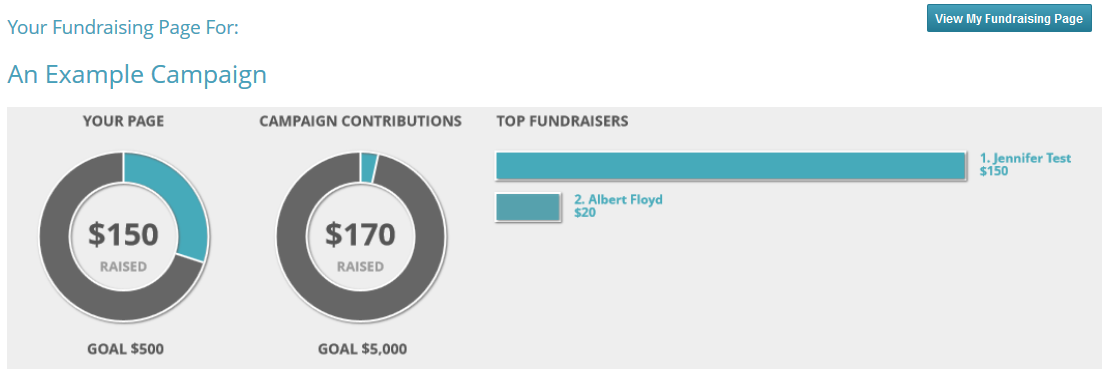 Your Fundraising Page For:
View My Fundraising Page
An Example Campaign
YOUR PAGE
$150
RAISED
GOAL $500
CAMPAIGN CONTRIBUTIONS
$170
RAISED
GOAL $5,000
TOP FUNDRAISERS
1. Jennifer Test
$150
2. Albert Floyd
$20